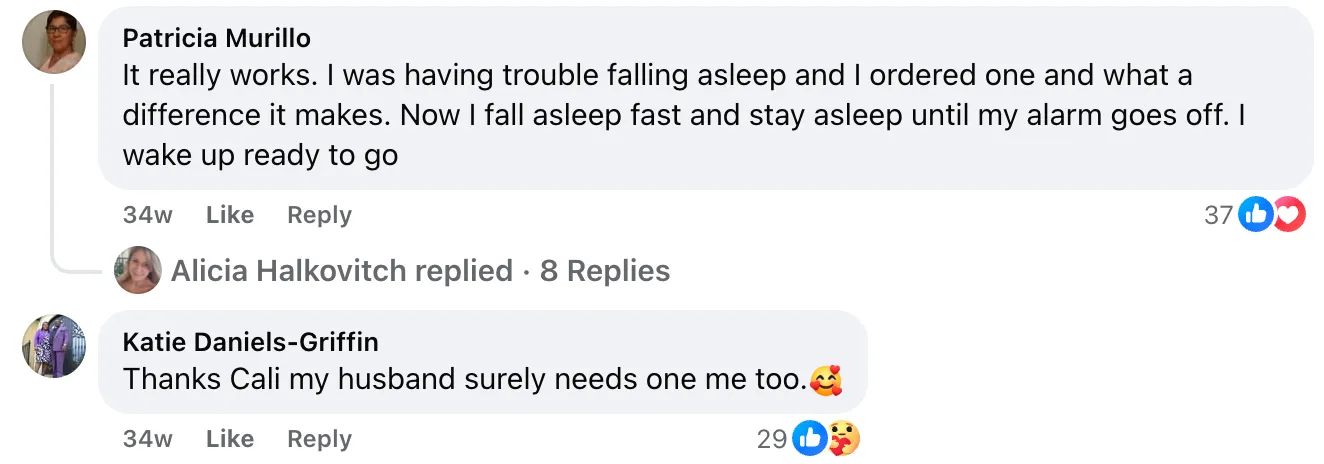 Patricia Murillo
It really works. I was having trouble falling asleep and I ordered one and what a
difference it makes. Now I fall asleep fast and stay asleep until my alarm goes off. I
wake up ready to go
34w Like Reply 37
Alicia Halkovitch replied · 8 Replies
Katie Daniels-Griffin
Thanks Cali my husband surely needs one me too.🥰
34w Like Reply 29